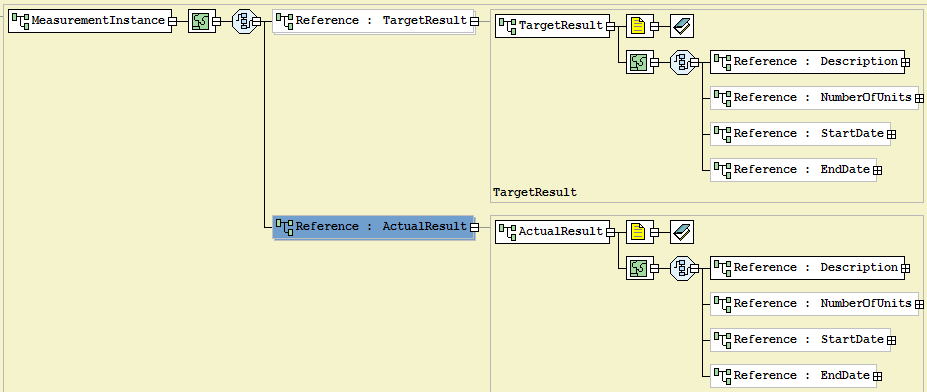 MeasurementInstance
Reference : TargetResult
TargetResult
Reference : Description
Reference : NumberOfUnits
Reference : StartDate
Reference : EndDate
TargetResult
Reference : ActualResult
ActualResult
Reference : Description
Reference : NumberOfUnits
Reference : StartDate
Reference : EndDate